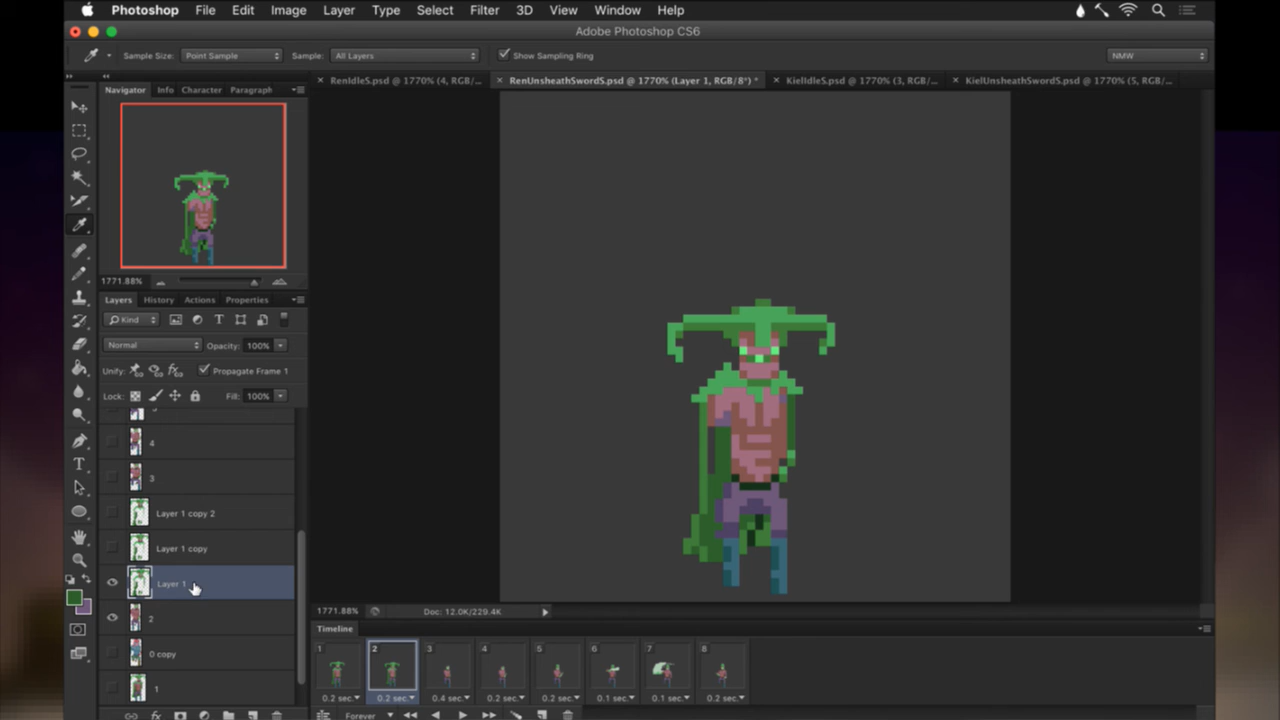 Photoshop File Edit Image Layer Type Select Filter 3D View Window Help
Adobe Photoshop CS6
Sample Size: Point Sample Sample: All Layers Show Sampling Ring NMW
RenIdleS.psd @ 1770% (4, RGB/... RenUnsheathSwordS.psd @ 1770% (Layer 1, RGB/8*) * KielIdleS.psd @ 1770% (3, RGB/... KielUnsheathSwordS.psd @ 1770% (5, RGB/...
Navigator Info Character Paragraph
1771.88%
Layers History Actions Properties
Kind
Normal Opacity: 100%
Unify: Propagate Frame 1
Lock: Fill: 100%
4
3
Layer 1 copy 2
Layer 1 copy
Layer 1
2
0 copy
1
1771.88% Doc: 12.0K/229.4K
Timeline
1 2 3 4 5 6 7 8
0.2 sec. 0.2 sec. 0.4 sec. 0.2 sec. 0.2 sec. 0.1 sec. 0.1 sec. 0.2 sec.
Forever